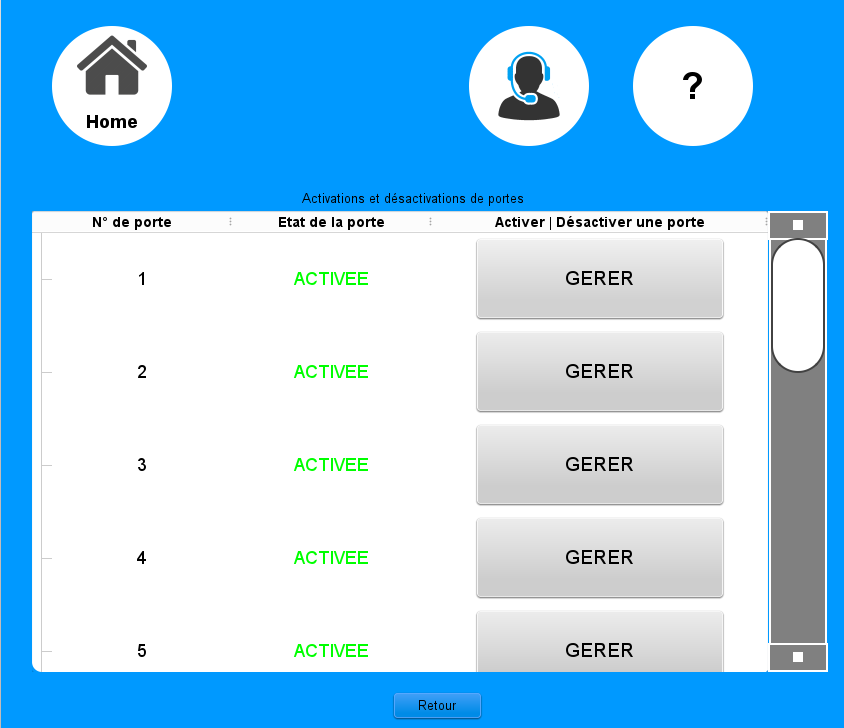 Home
?
Activations et désactivations de portes
N° de porte Etat de la porte Activer | Désactiver une porte
1 ACTIVEE GERER
2 ACTIVEE GERER
3 ACTIVEE GERER
4 ACTIVEE GERER
5 ACTIVEE GERER
Retour